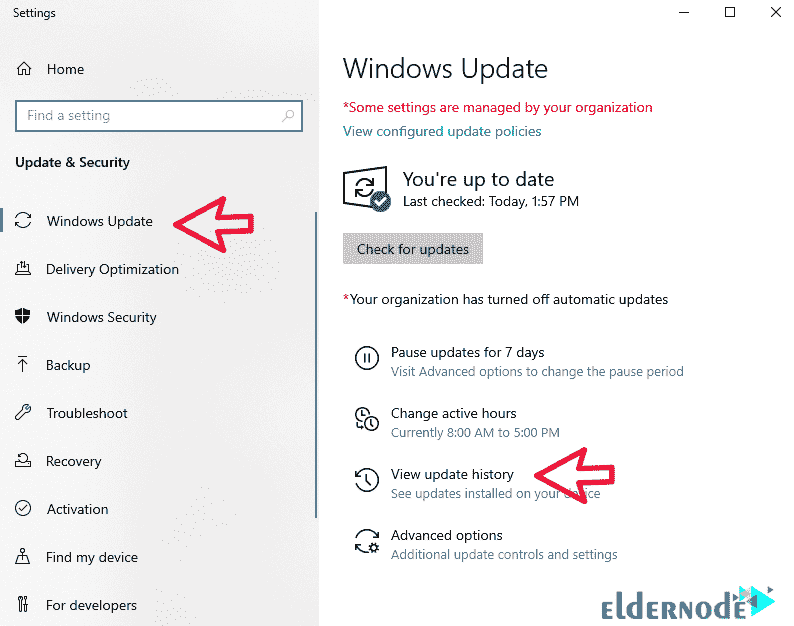 Settings
Home
Find a setting
Update & Security
Windows Update
Delivery Optimization
Windows Security
Backup
Troubleshoot
Recovery
Activation
Find my device
For developers
Windows Update
*Some settings are managed by your organization
View configured update policies
You're up to date
Last checked: Today, 1:57 PM
Check for updates
*Your organization has turned off automatic updates
Pause updates for 7 days
Visit Advanced options to change the pause period
Change active hours
Currently 8:00 AM to 5:00 PM
View update history
See updates installed on your device
Advanced options
Additional update controls and settings
ELDERNODE